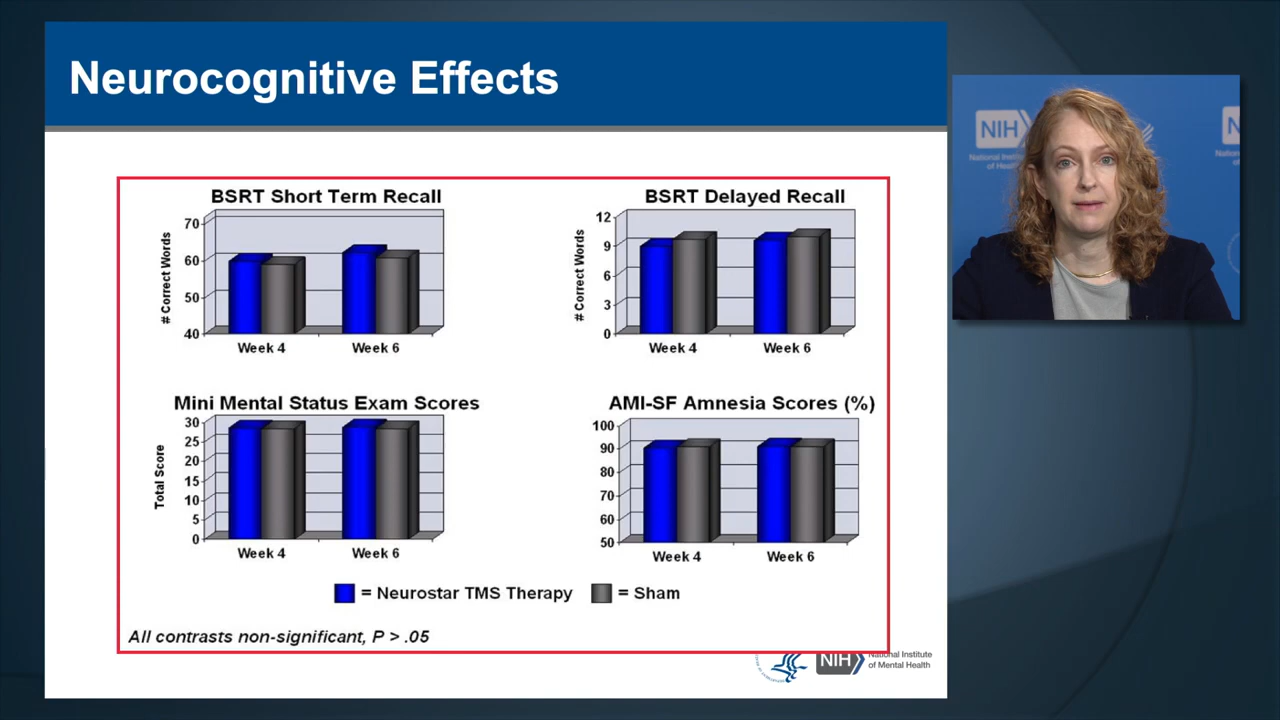 Neurocognitive Effects
BSRT Short Term Recall
# Correct Words
70
60
50
40
Week 4
Week 6
BSRT Delayed Recall
# Correct Words
12
9
6
3
0
Week 4
Week 6
Mini Mental Status Exam Scores
Total Score
30
25
20
15
10
5
0
Week 4
Week 6
AMI-SF Amnesia Scores (%)
100
90
80
70
60
50
Week 4
Week 6
= Neurostar TMS Therapy
= Sham
All contrasts non-significant, P > .05
NIH
National Institute
of Mental Health
NIH
National Institutes
of Health